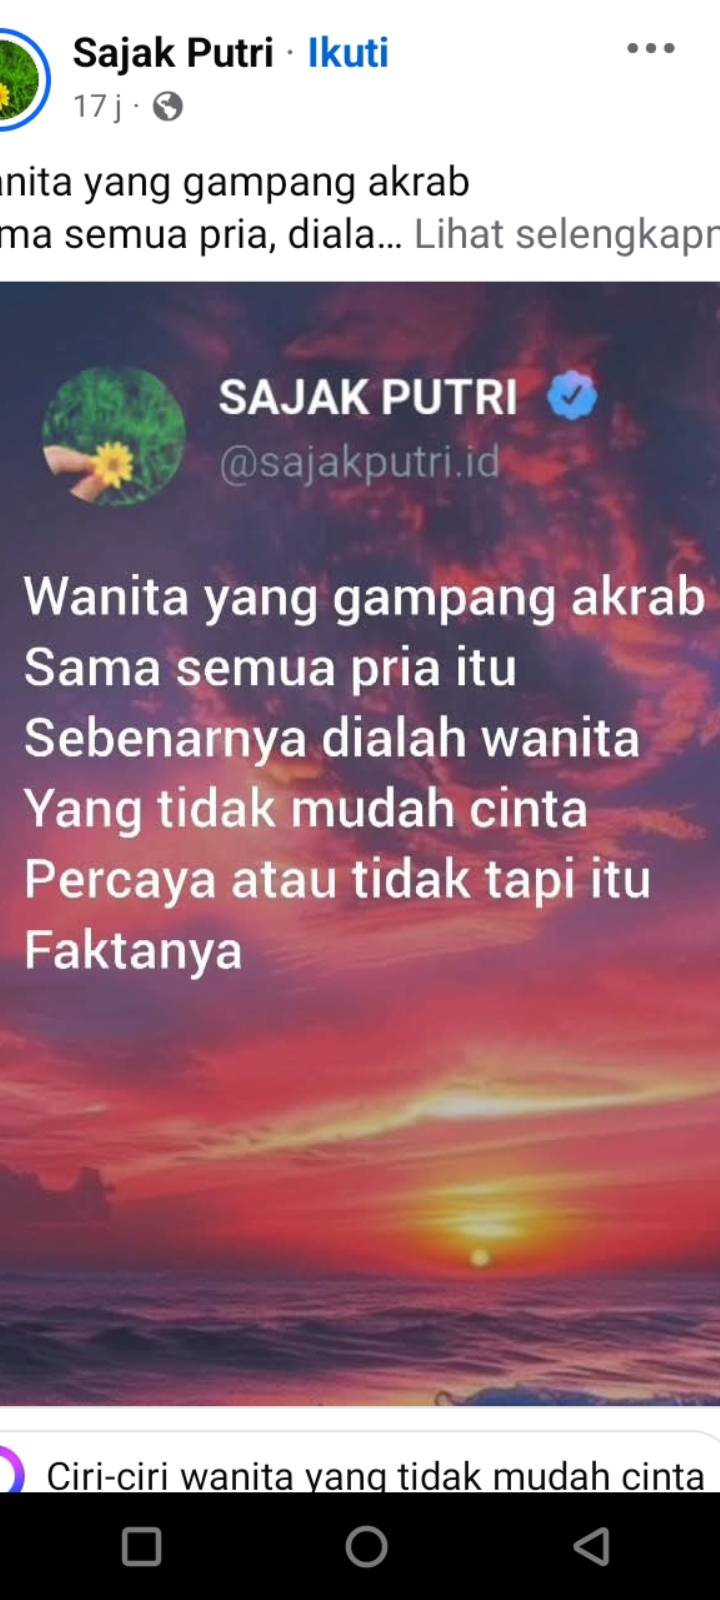 Sajak Putri · Ikuti
17 j ·
nita yang gampang akrab
ma semua pria, diala... Lihat selengkapn
SAJAK PUTRI
@sajakputri.id
Wanita yang gampang akrab
Sama semua pria itu
Sebenarnya dialah wanita
Yang tidak mudah cinta
Percaya atau tidak tapi itu
Faktanya
Ciri-ciri wanita yang tidak mudah cinta